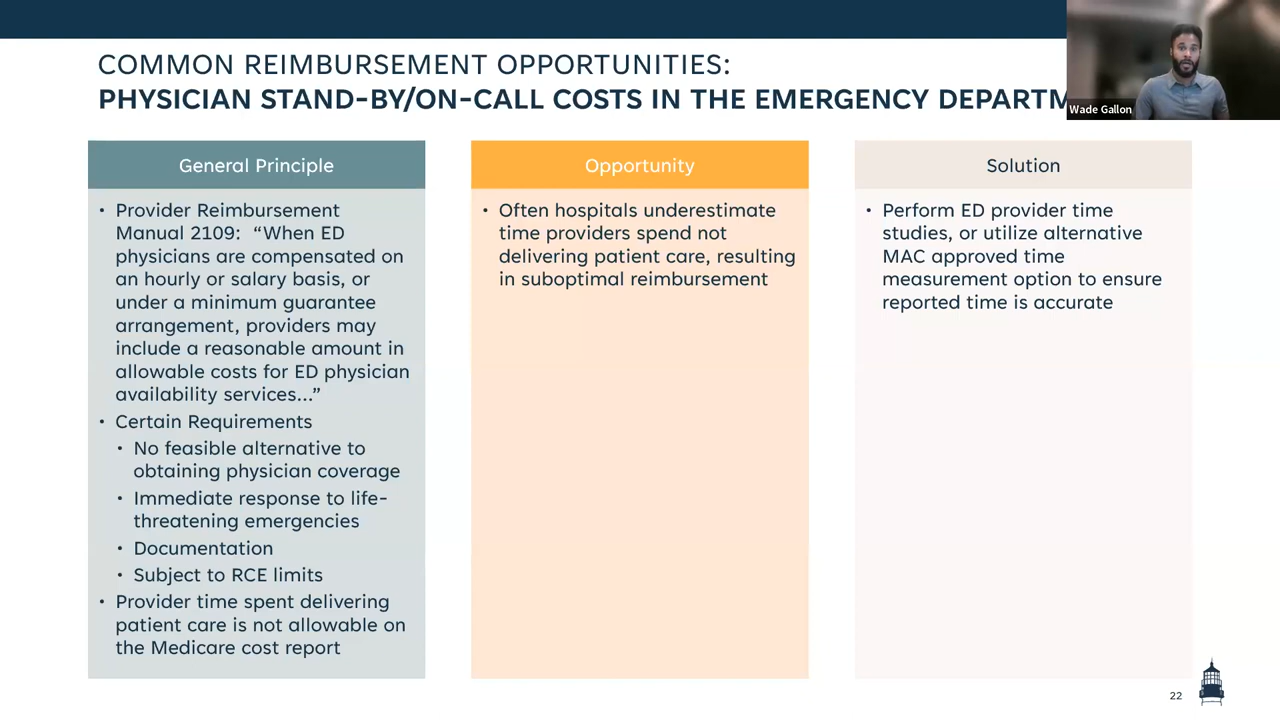 COMMON REIMBURSEMENT OPPORTUNITIES:
PHYSICIAN STAND-BY/ON-CALL COSTS IN THE EMERGENCY DEPARTM
Wade Gallon
General Principle
• Provider Reimbursement
Manual 2109: “When ED
physicians are compensated on
an hourly or salary basis, or
under a minimum guarantee
arrangement, providers may
include a reasonable amount in
allowable costs for ED physician
availability services...”
• Certain Requirements
• No feasible alternative to
obtaining physician coverage
• Immediate response to life-
threatening emergencies
• Documentation
• Subject to RCE limits
• Provider time spent delivering
patient care is not allowable on
the Medicare cost report
Opportunity
• Often hospitals underestimate
time providers spend not
delivering patient care, resulting
in suboptimal reimbursement
Solution
• Perform ED provider time
studies, or utilize alternative
MAC approved time
measurement option to ensure
reported time is accurate
22